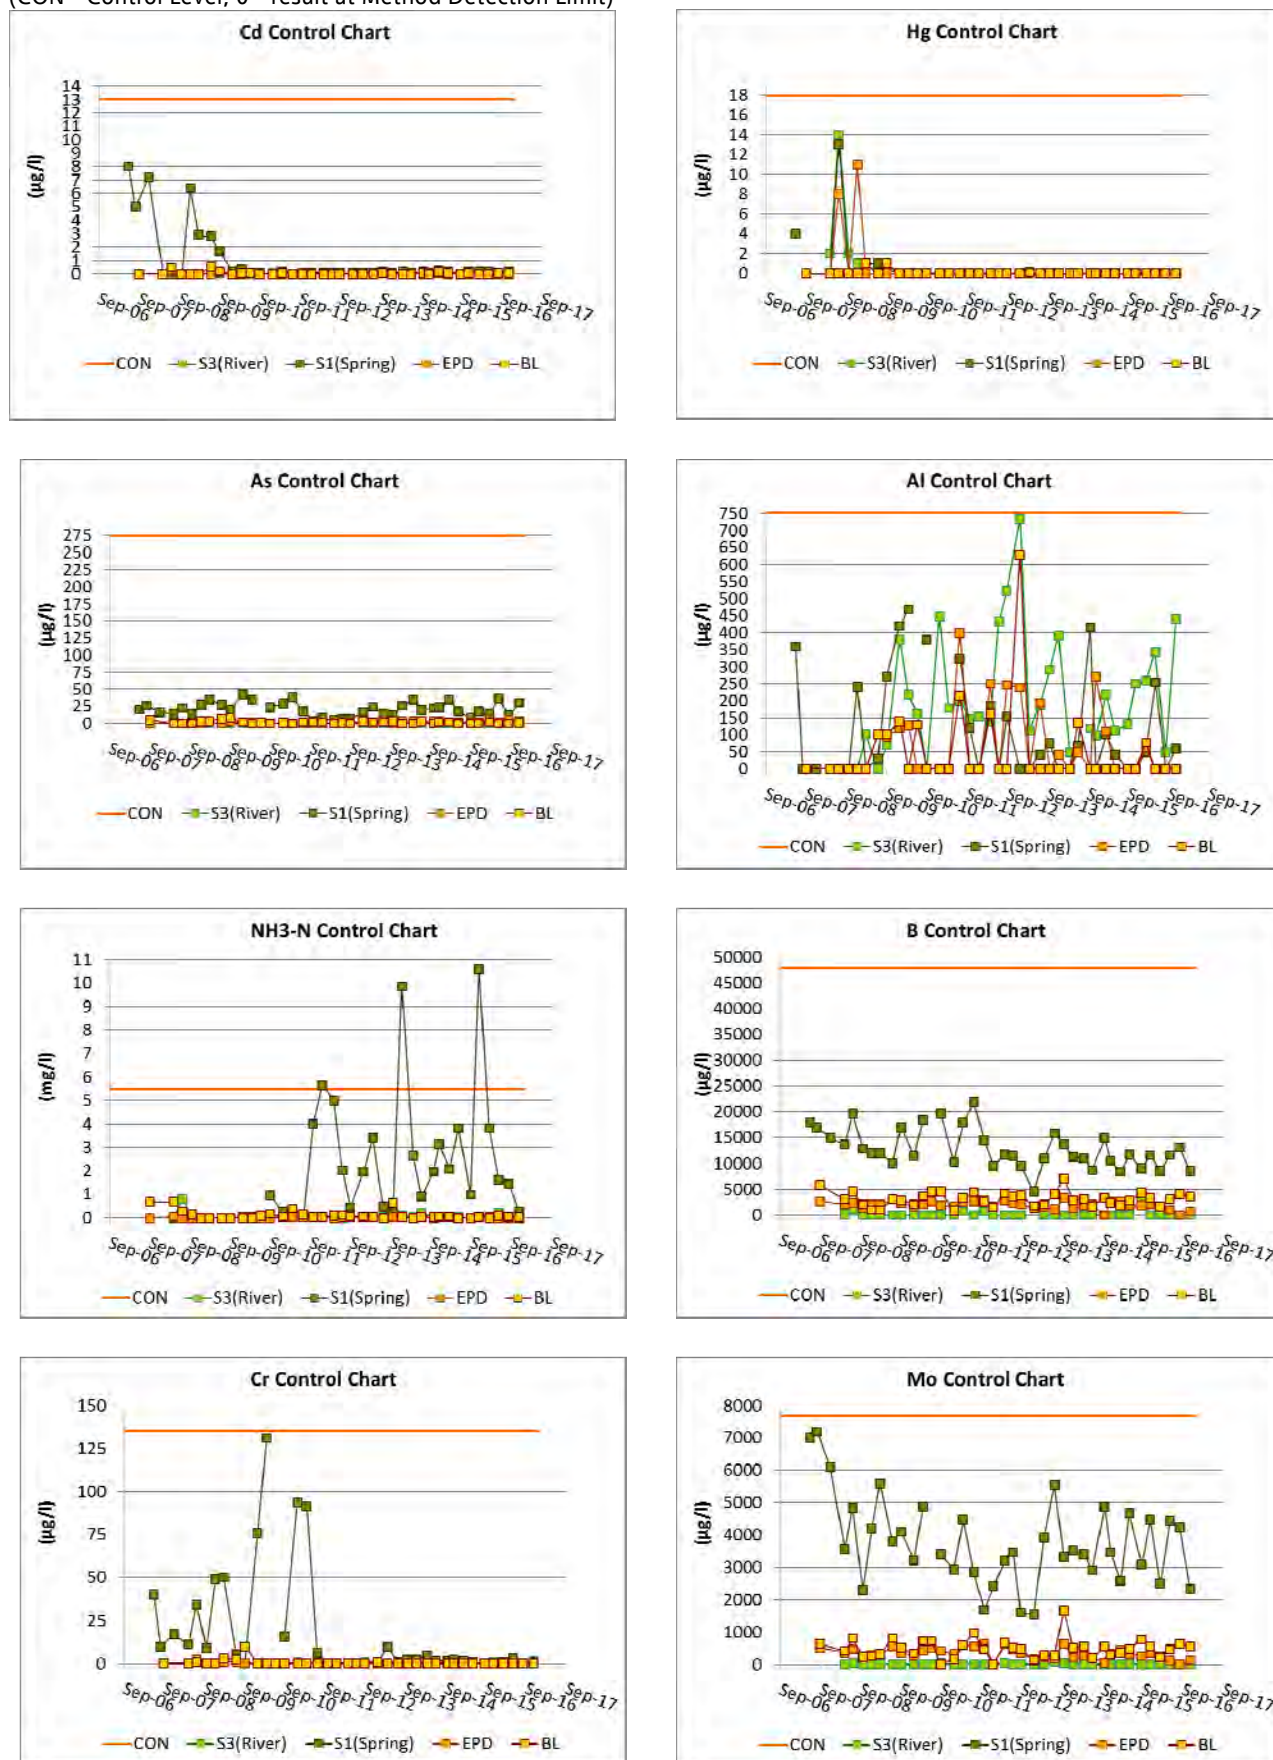 (CON - Control Level, 0 - result at Method Detection Limit)
Cd Control Chart
(µg/l)
14
13
12
11
10
9
8
7
6
5
4
3
2
1
0
Sep-06 Sep-07 Sep-08 Sep-09 Sep-10 Sep-11 Sep-12 Sep-13 Sep-14 Sep-15 Sep-16 Sep-17
CON S3(River) S1(Spring) EPD BL
Hg Control Chart
(µg/l)
18
16
14
12
10
8
6
4
2
0
Sep-06 Sep-07 Sep-08 Sep-09 Sep-10 Sep-11 Sep-12 Sep-13 Sep-14 Sep-15 Sep-16 Sep-17
CON S3(River) S1(Spring) EPD BL
As Control Chart
(µg/l)
275
250
225
200
175
150
125
100
75
50
25
0
Sep-06 Sep-07 Sep-08 Sep-09 Sep-10 Sep-11 Sep-12 Sep-13 Sep-14 Sep-15 Sep-16 Sep-17
CON S3(River) S1(Spring) EPD BL
Al Control Chart
(µg/l)
750
700
650
600
550
500
450
400
350
300
250
200
150
100
50
0
Sep-06 Sep-07 Sep-08 Sep-09 Sep-10 Sep-11 Sep-12 Sep-13 Sep-14 Sep-15 Sep-16 Sep-17
CON S3(River) S1(Spring) EPD BL
NH3-N Control Chart
(mg/l)
11
10
9
8
7
6
5
4
3
2
1
0
Sep-06 Sep-07 Sep-08 Sep-09 Sep-10 Sep-11 Sep-12 Sep-13 Sep-14 Sep-15 Sep-16 Sep-17
CON S3(River) S1(Spring) EPD BL
B Control Chart
(µg/l)
50000
45000
40000
35000
30000
25000
20000
15000
10000
5000
0
Sep-06 Sep-07 Sep-08 Sep-09 Sep-10 Sep-11 Sep-12 Sep-13 Sep-14 Sep-15 Sep-16 Sep-17
CON S3(River) S1(Spring) EPD BL
Cr Control Chart
(µg/l)
150
125
100
75
50
25
0
Sep-06 Sep-07 Sep-08 Sep-09 Sep-10 Sep-11 Sep-12 Sep-13 Sep-14 Sep-15 Sep-16 Sep-17
CON S3(River) S1(Spring) EPD BL
Mo Control Chart
(µg/l)
8000
7000
6000
5000
4000
3000
2000
1000
0
Sep-06 Sep-07 Sep-08 Sep-09 Sep-10 Sep-11 Sep-12 Sep-13 Sep-14 Sep-15 Sep-16 Sep-17
CON S3(River) S1(Spring) EPD BL